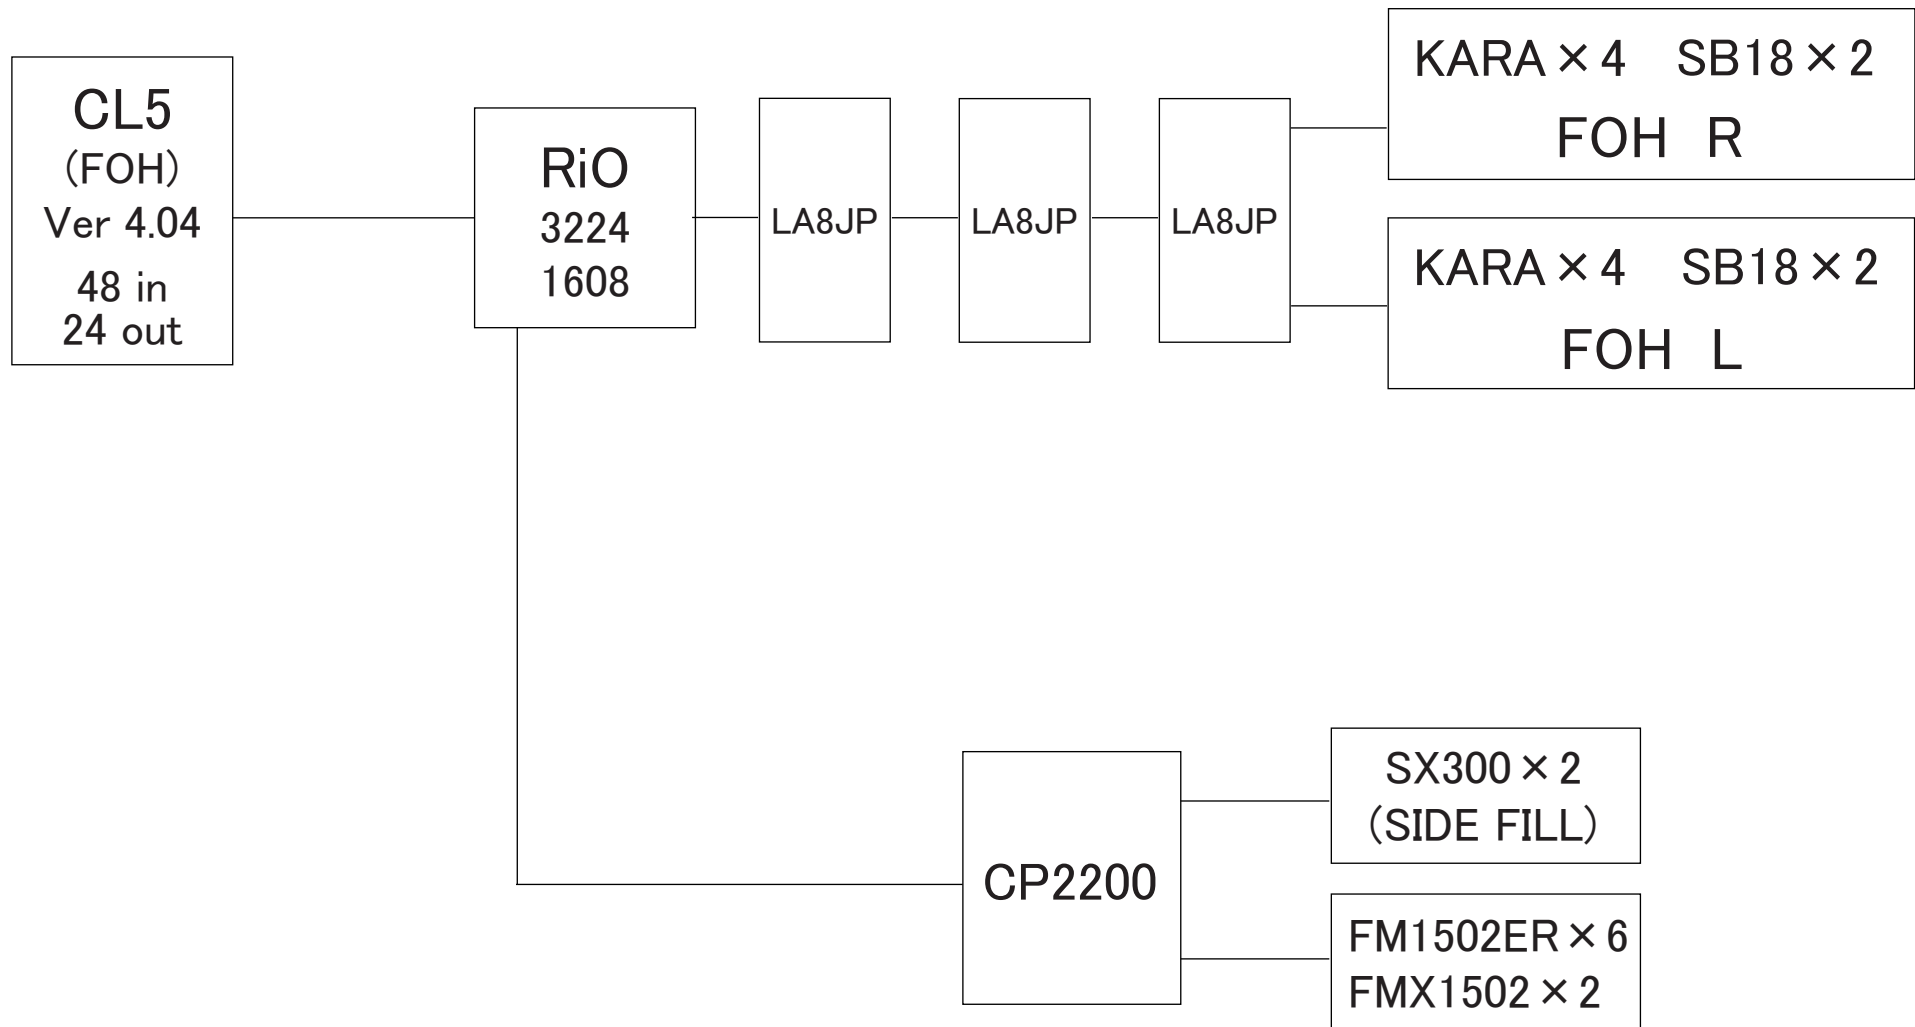 CL5
(FOH)
Ver 4.04
48 in
24 out
RiO
3224
1608
LA8JP
LA8JP
LA8JP
KARA×4　SB18×2
FOH　R
KARA×4　SB18×2
FOH　L
CP2200
SX300×2
(SIDE FILL)
FM1502ER×6
FMX1502×2